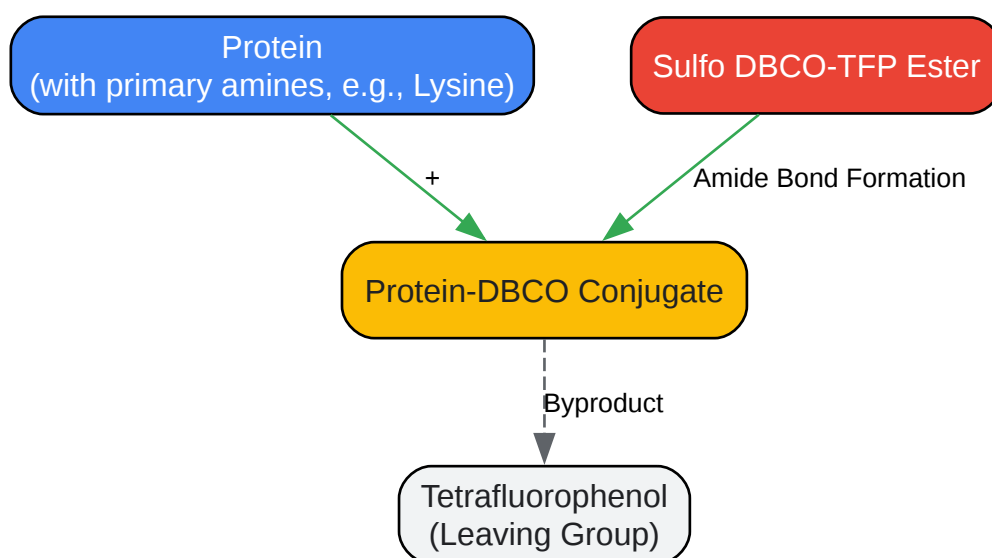 Protein
(with primary amines, e.g., Lysine)
Sulfo DBCO-TFP Ester
+
Amide Bond Formation
Protein-DBCO Conjugate
Byproduct
Tetrafluorophenol
(Leaving Group)